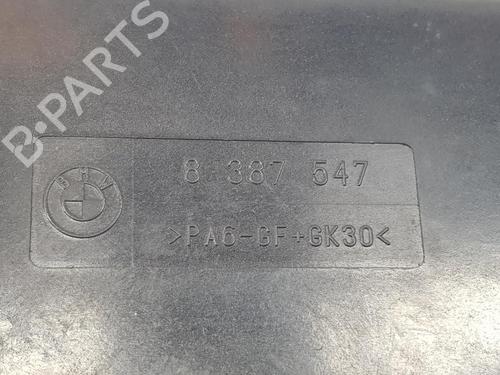 B-PARTS
BMW
8 387 547
>PA6-GF+GK30<